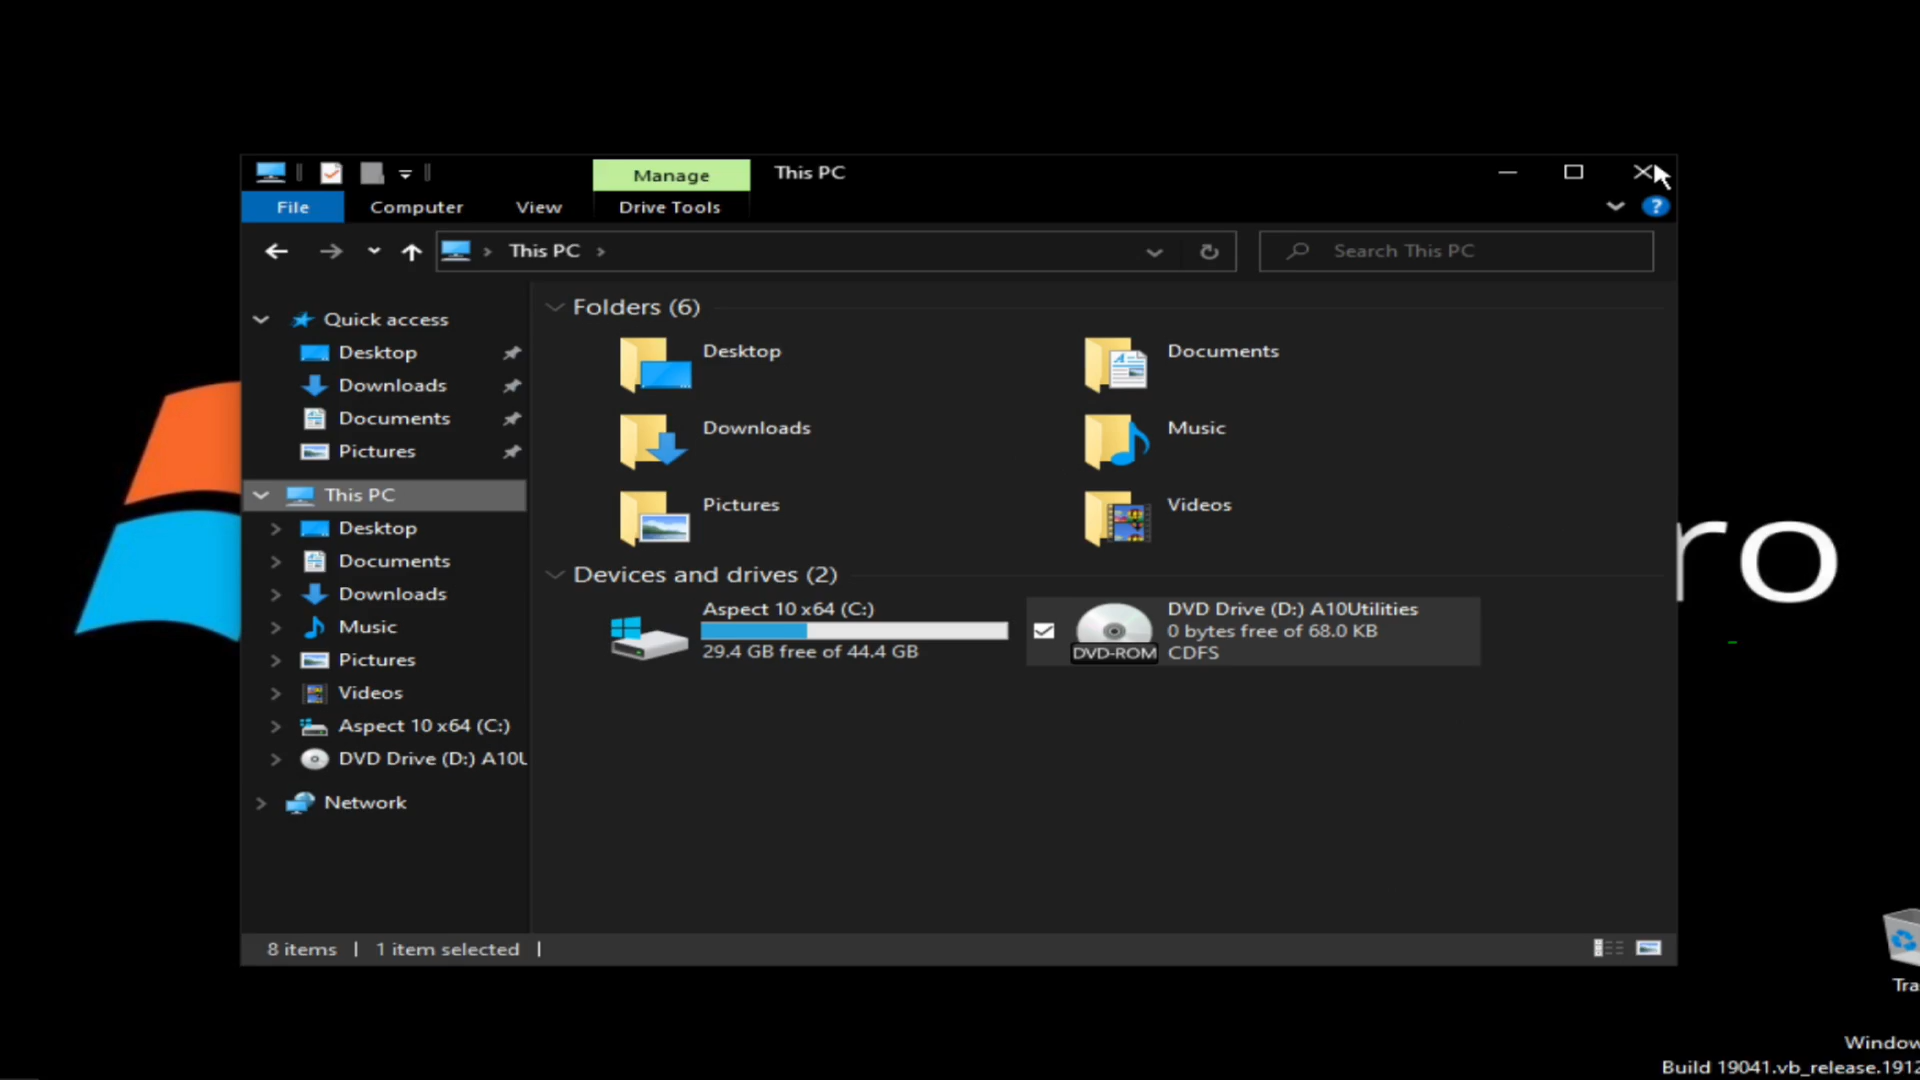 Manage
This PC
File
Computer
View
Drive Tools
This PC
Search This PC
Quick access
Desktop
Downloads
Documents
Pictures
This PC
Desktop
Documents
Downloads
Music
Pictures
Videos
Aspect 10 x64 (C:)
DVD Drive (D:) A10U
Network
Folders (6)
Desktop
Documents
Downloads
Music
Pictures
Videos
Devices and drives (2)
Aspect 10 x64 (C:)
29.4 GB free of 44.4 GB
DVD-ROM
DVD Drive (D:) A10Utilities
0 bytes free of 68.0 KB
CDFS
8 items
1 item selected
ro
Tra
Window
Build 19041.vb_release.1912